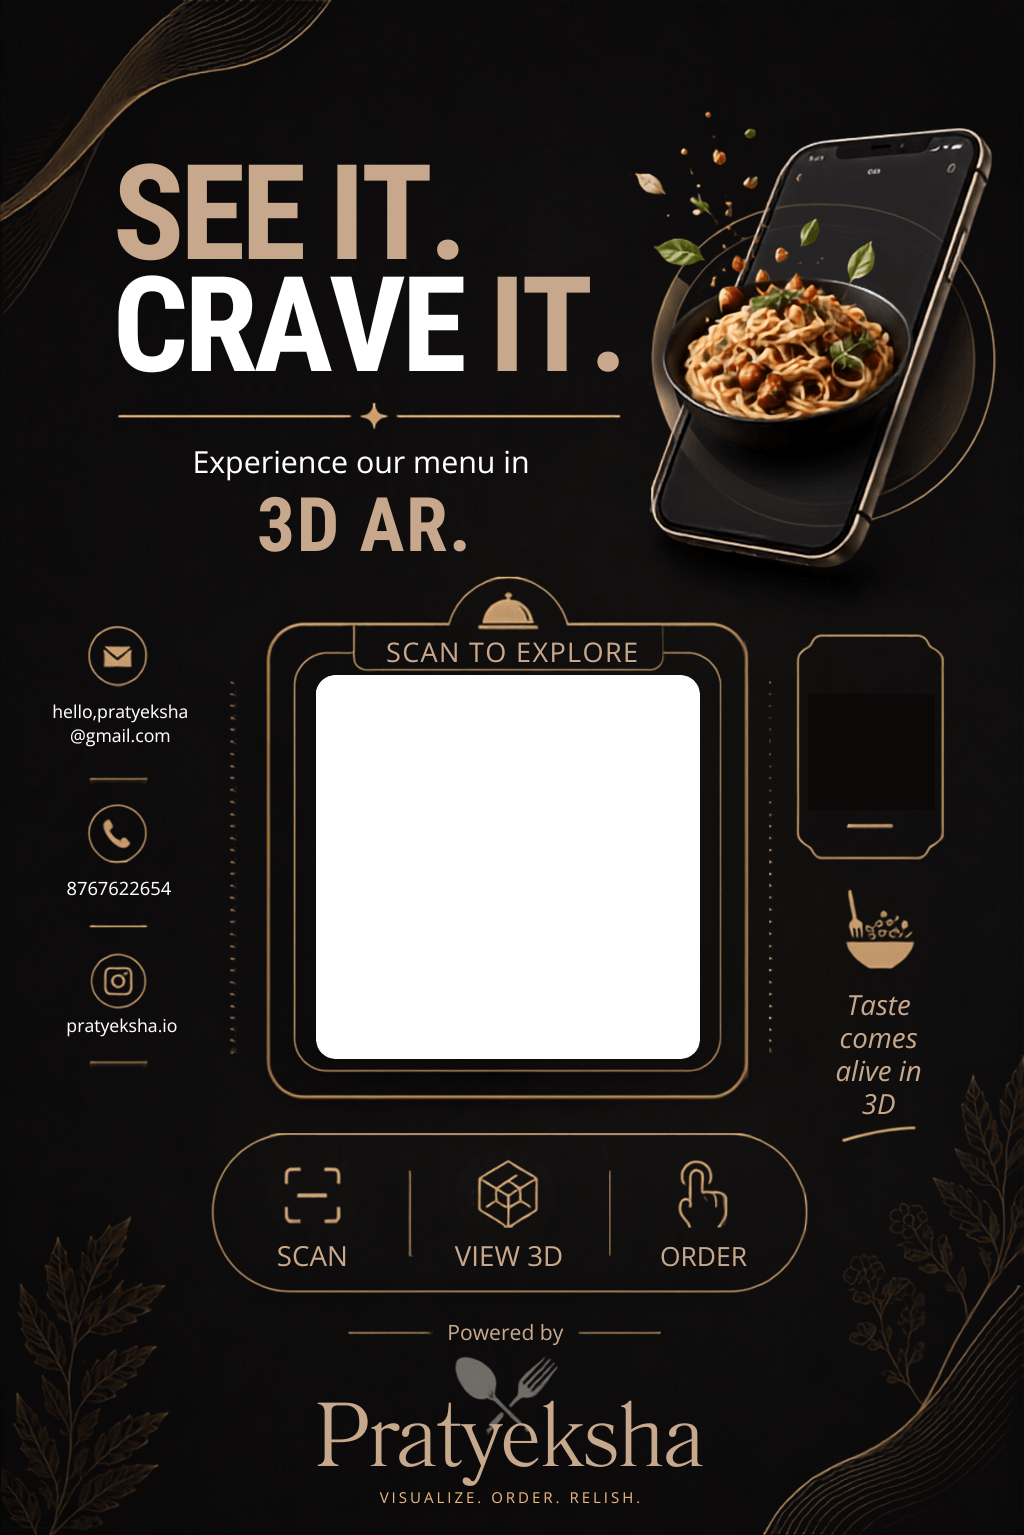 SEE IT.
CRAVE IT.
Experience our menu in
3D AR.
SCAN TO EXPLORE
hello,pratyeksha
@gmail.com
8767622654
pratyeksha.io
Taste
comes
alive in
3D
SCAN
VIEW 3D
ORDER
Powered by
Pratyeksha
VISUALIZE. ORDER. RELISH.